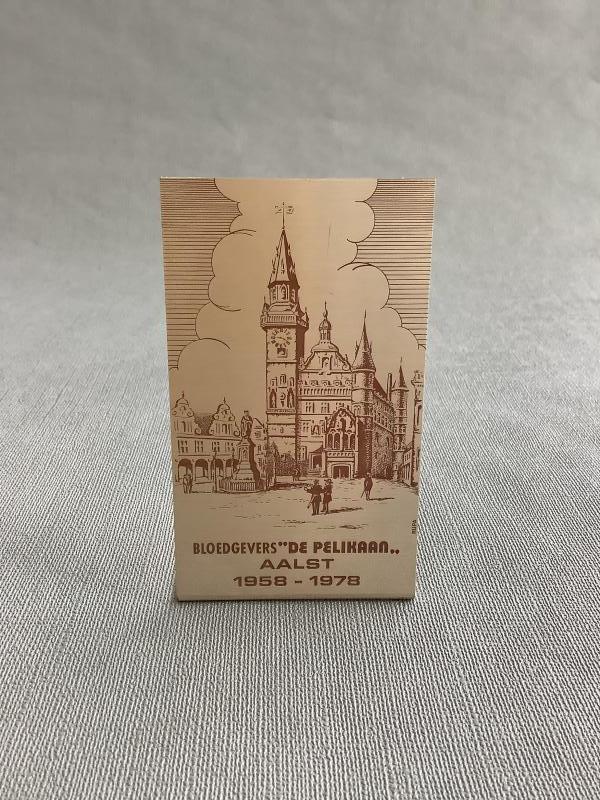 BLOEDGEVERS "DE PELIKAAN„
AALST
1958 - 1978